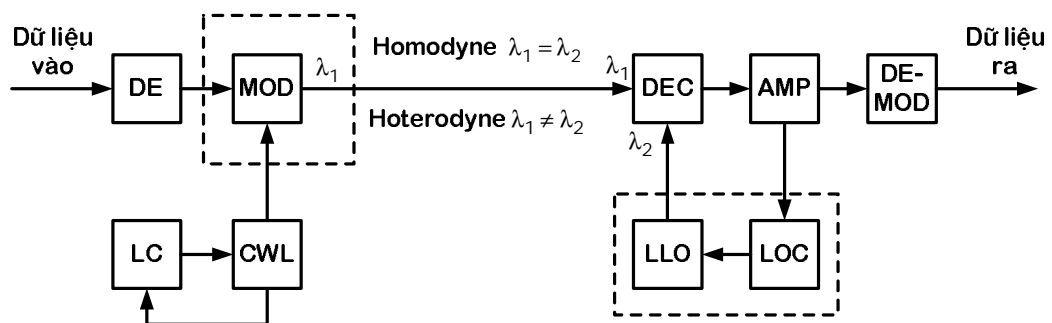 Dữ liệu
vào
DE
MOD
λ1
Homodyne λ1 = λ2
Hoterodyne λ1 ≠ λ2
λ1
DEC
λ2
AMP
DE-
MOD
Dữ liệu
ra
LC
CWL
LLO
LOC